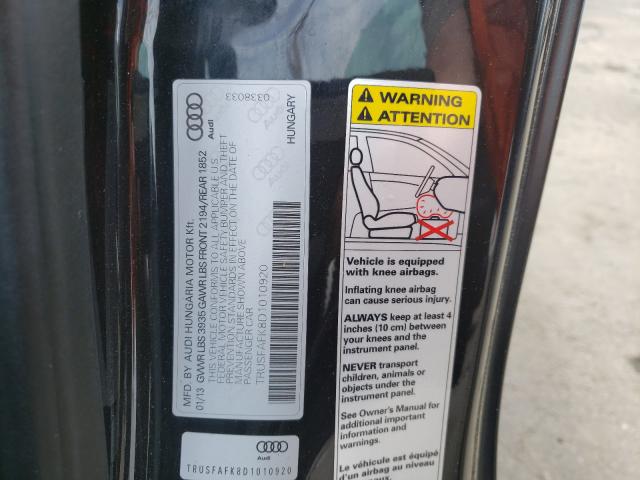 MFD. BY AUDI HUNGARIA MOTOR Kft.
01/13 GVWR LBS 3935 GAWR LBS FRONT 2194/REAR 1852
THIS VEHICLE CONFORMS TO ALL APPLICABLE U.S.
FEDERAL MOTOR VEHICLE SAFETY BUMPER AND THEFT
PREVENTION STANDARDS IN EFFECT ON THE DATE OF
MANUFACTURE SHOWN ABOVE
PASSENGER CAR
TRUSFAFK8D1010920
Audi
0338033
HUNGARY
Audi
TRUSFAFK8D1010920
WARNING
ATTENTION
Vehicle is equipped
with knee airbags.
Inflating knee airbag
can cause serious injury.
ALWAYS keep at least 4
inches (10 cm) between
your knees and the
instrument panel.
NEVER transport
children, animals or
objects under the
instrument panel.
See Owner's Manual for
additional important
information and
warnings.
Le véhicule est équipé
d'un airbag au niveau